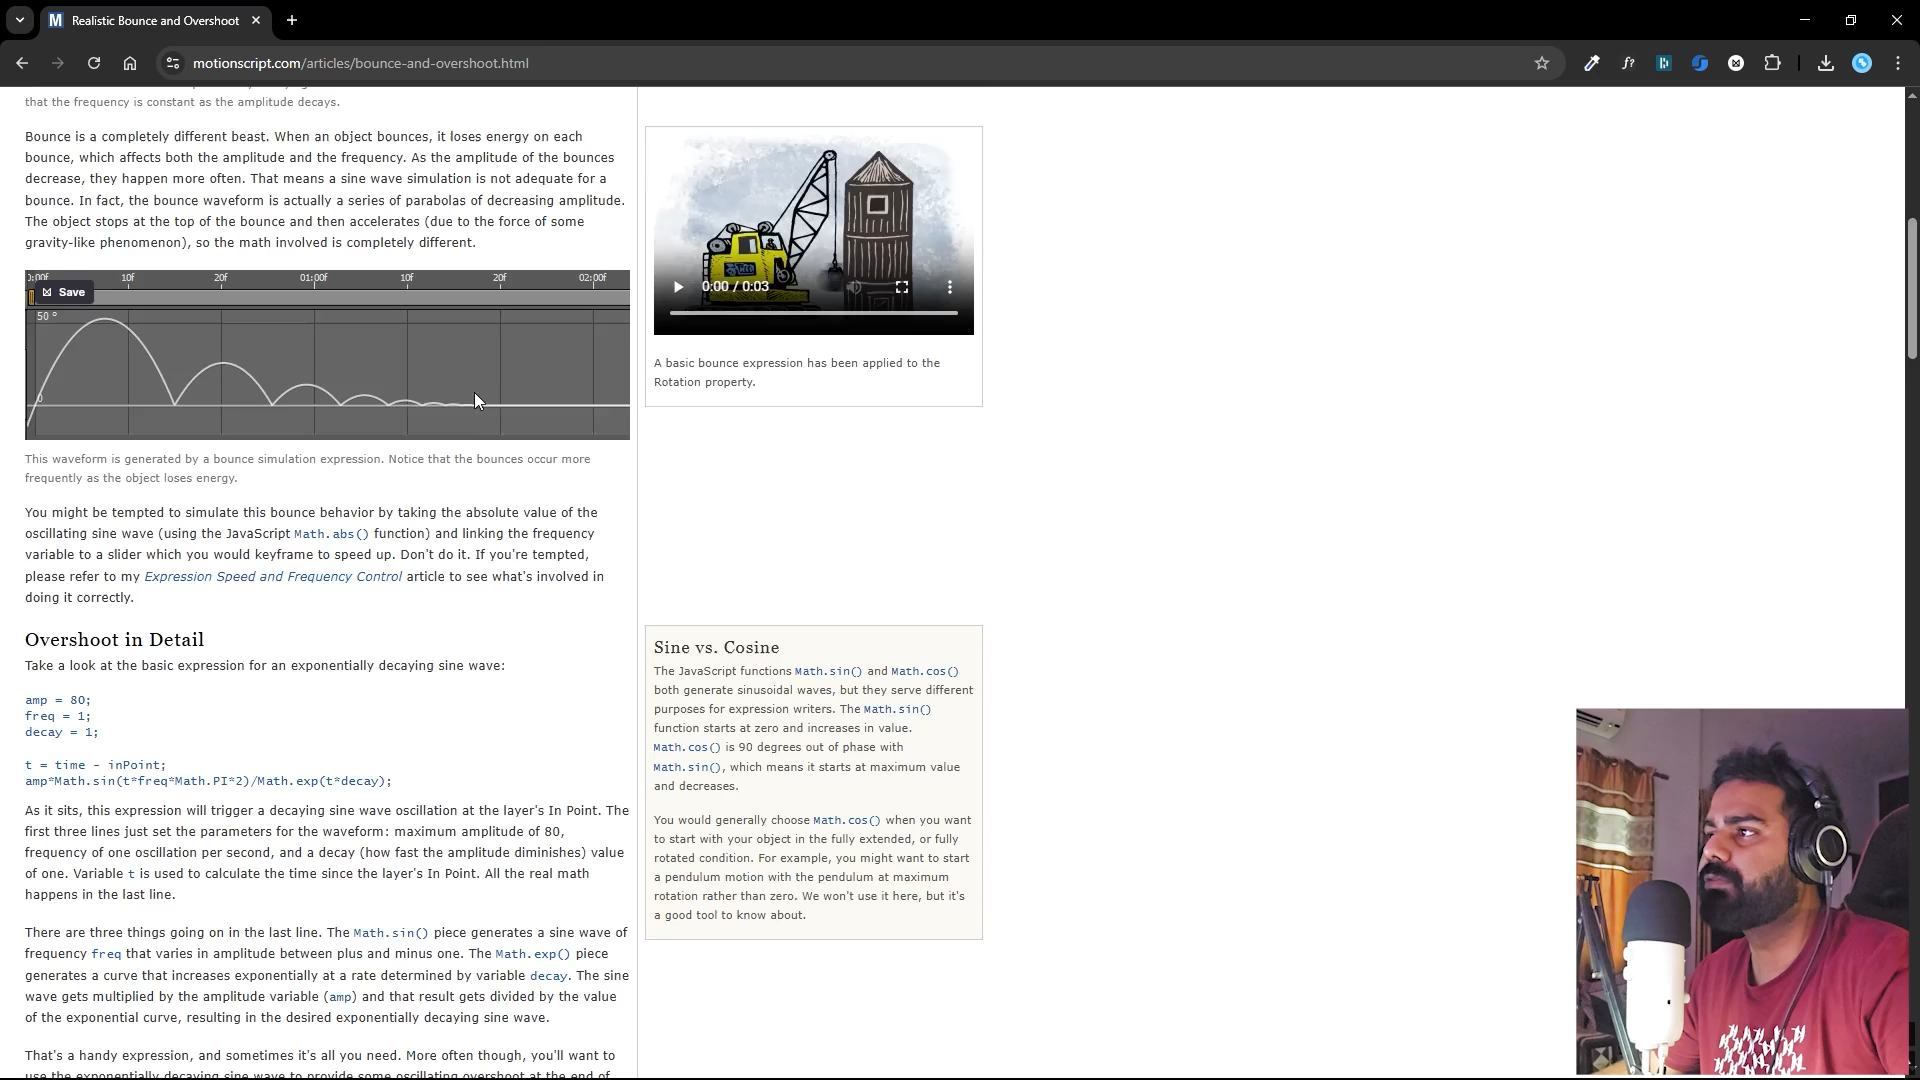 Realistic Bounce and Overshoot
motionscript.com/articles/bounce-and-overshoot.html
that the frequency is constant as the amplitude decays.
Bounce is a completely different beast. When an object bounces, it loses energy on each
bounce, which affects both the amplitude and the frequency. As the amplitude of the bounces
decrease, they happen more often. That means a sine wave simulation is not adequate for a
bounce. In fact, the bounce waveform is actually a series of parabolas of decreasing amplitude.
The object stops at the top of the bounce and then accelerates (due to the force of some
gravity-like phenomenon), so the math involved is completely different.
0:00f 10f 20f 01:00f 10f 20f 02:00f
Save
50 °
0
This waveform is generated by a bounce simulation expression. Notice that the bounces occur more
frequently as the object loses energy.
You might be tempted to simulate this bounce behavior by taking the absolute value of the
oscillating sine wave (using the JavaScript Math.abs() function) and linking the frequency
variable to a slider which you would keyframe to speed up. Don't do it. If you're tempted,
please refer to my Expression Speed and Frequency Control article to see what's involved in
doing it correctly.
Overshoot in Detail
Take a look at the basic expression for an exponentially decaying sine wave:
amp = 80;
freq = 1;
decay = 1;
t = time - inPoint;
amp*Math.sin(t*freq*Math.PI*2)/Math.exp(t*decay);
As it sits, this expression will trigger a decaying sine wave oscillation at the layer's In Point. The
first three lines just set the parameters for the waveform: maximum amplitude of 80,
frequency of one oscillation per second, and a decay (how fast the amplitude diminishes) value
of one. Variable t is used to calculate the time since the layer's In Point. All the real math
happens in the last line.
There are three things going on in the last line. The Math.sin() piece generates a sine wave of
frequency freq that varies in amplitude between plus and minus one. The Math.exp() piece
generates a curve that increases exponentially at a rate determined by variable decay. The sine
wave gets multiplied by the amplitude variable (amp) and that result gets divided by the value
of the exponential curve, resulting in the desired exponentially decaying sine wave.
That's a handy expression, and sometimes it's all you need. More often though, you'll want to
use the exponentially decaying sine wave to provide some oscillating overshoot at the end of
0:00 / 0:03
A basic bounce expression has been applied to the
Rotation property.
Sine vs. Cosine
The JavaScript functions Math.sin() and Math.cos()
both generate sinusoidal waves, but they serve different
purposes for expression writers. The Math.sin()
function starts at zero and increases in value.
Math.cos() is 90 degrees out of phase with
Math.sin(), which means it starts at maximum value
and decreases.
You would generally choose Math.cos() when you want
to start with your object in the fully extended, or fully
rotated condition. For example, you might want to start
a pendulum motion with the pendulum at maximum
rotation rather than zero. We won't use it here, but it's
a good tool to know about.